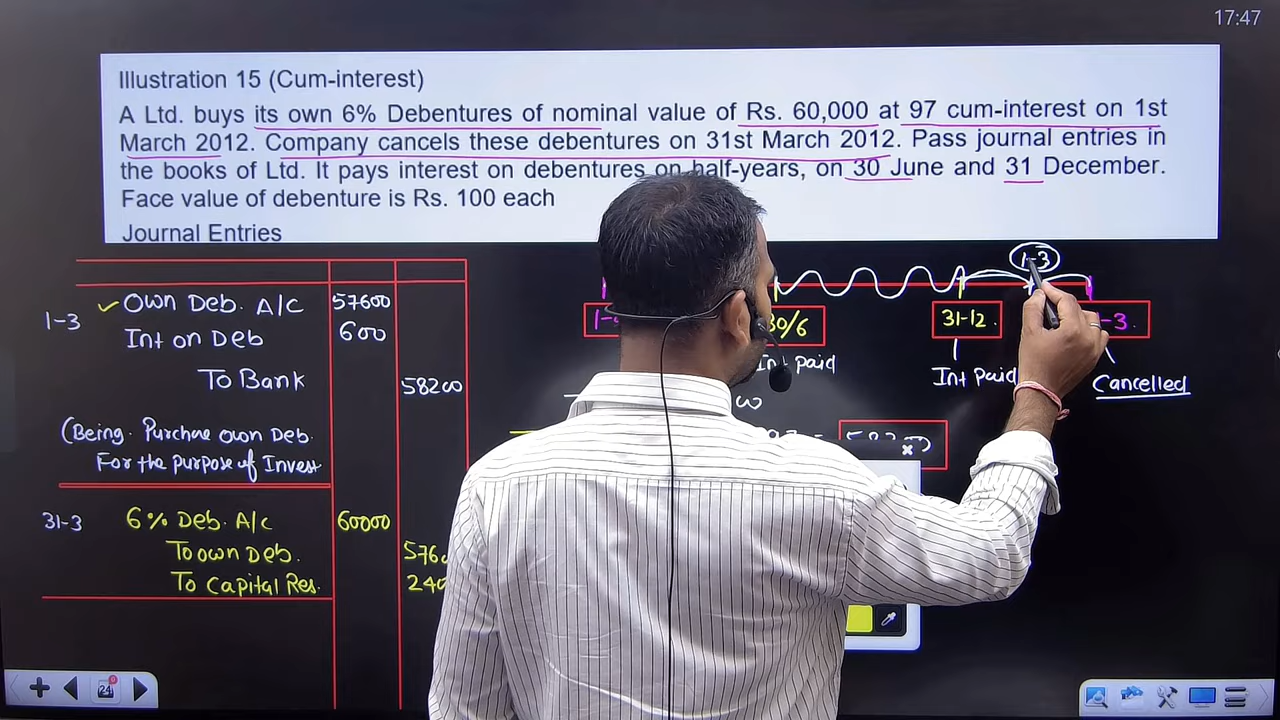 17:47
Illustration 15 (Cum-interest)
A Ltd. buys its own 6% Debentures of nominal value of Rs. 60,000 at 97 cum-interest on 1st
March 2012. Company cancels these debentures on 31st March 2012. Pass journal entries in
the books of Ltd. It pays interest on debentures on half-years, on 30 June and 31 December.
Face value of debenture is Rs. 100 each
Journal Entries
1-3 Own Deb. A/C 57600
Int on Deb 600
To Bank 58200
(Being Purchase own Deb.
For the purpose of Invest
31-3 6% Deb. A/C 60000
To own Deb.
To Capital Res.
1-3
30/6
31-12.
Int paid
Int paid
Cancelled
24